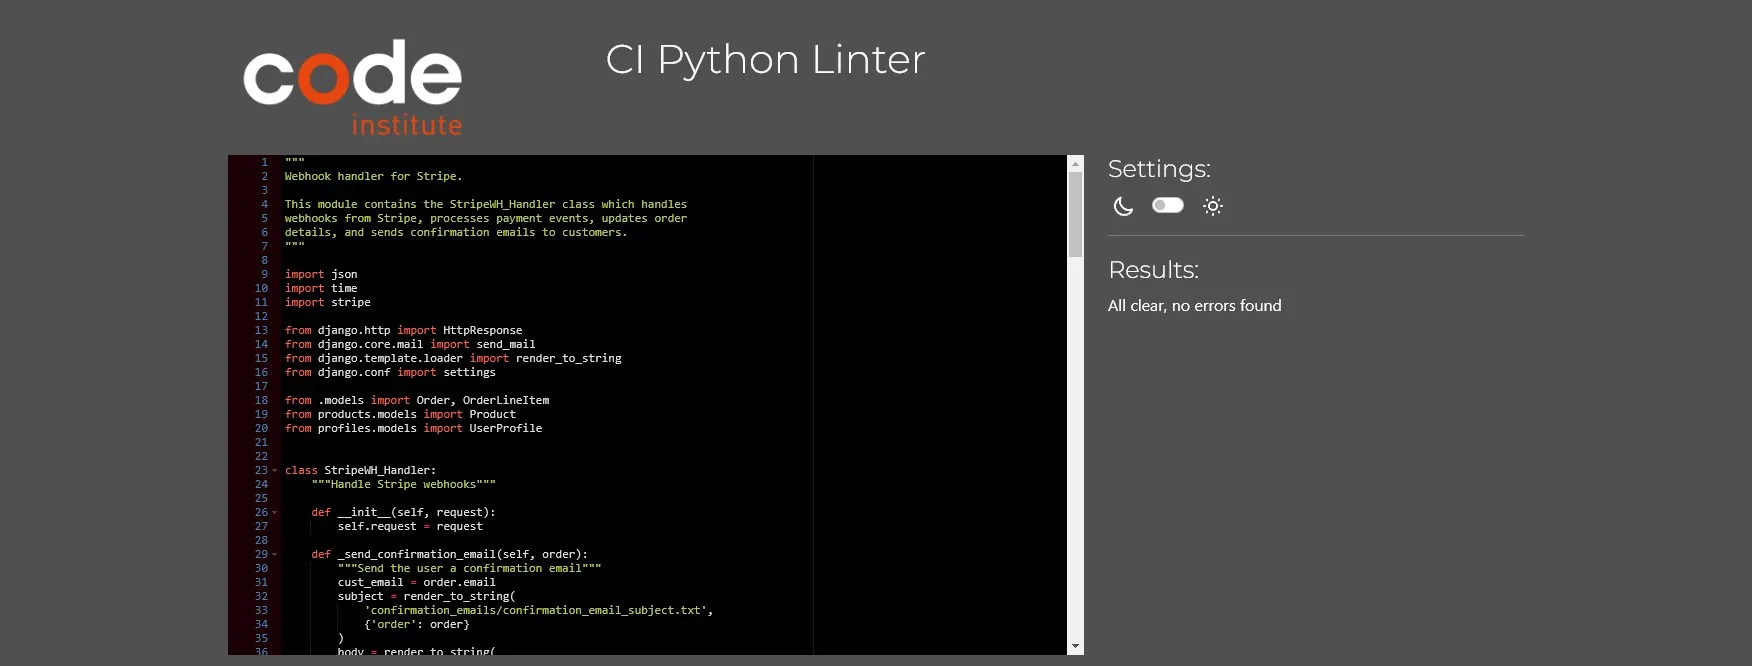 code
institute
CI Python Linter
1 """
2 Webhook handler for Stripe.
3
4 This module contains the StripeWH_Handler class which handles
5 webhooks from Stripe, processes payment events, updates order
6 details, and sends confirmation emails to customers.
7 """
8
9 import json
10 import time
11 import stripe
12
13 from django.http import HttpResponse
14 from django.core.mail import send_mail
15 from django.template.loader import render_to_string
16 from django.conf import settings
17
18 from .models import Order, OrderLineItem
19 from products.models import Product
20 from profiles.models import UserProfile
21
22
23 class StripeWH_Handler:
24     """Handle Stripe webhooks"""
25
26     def __init__(self, request):
27         self.request = request
28
29     def _send_confirmation_email(self, order):
30         """Send the user a confirmation email"""
31         cust_email = order.email
32         subject = render_to_string(
33             'confirmation_emails/confirmation_email_subject.txt',
34             {'order': order}
35         )
36         body = render_to_string(
Settings:
Results:
All clear, no errors found